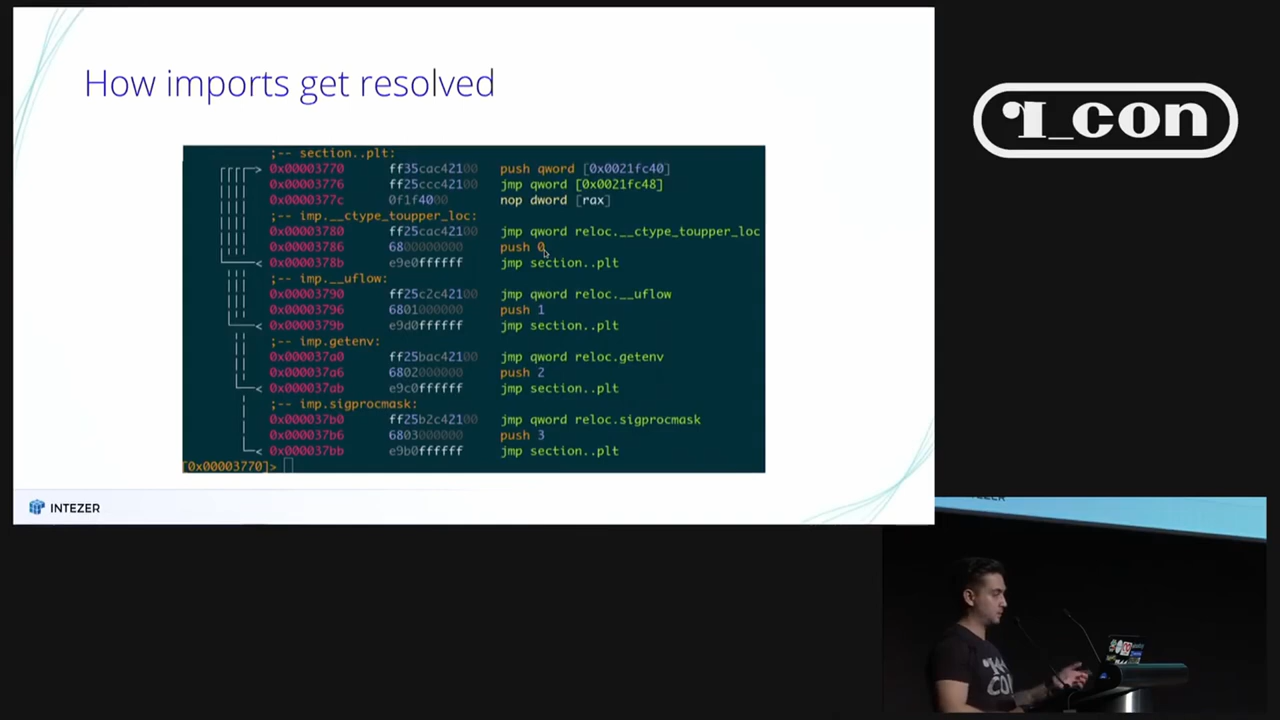 How imports get resolved
;-- section..plt:
0x00003770 ff35cac42100 push qword [0x0021fc40]
0x00003776 ff25ccc42100 jmp qword [0x0021fc48]
0x0000377c 0f1f4000 nop dword [rax]
;-- imp.__ctype_toupper_loc:
0x00003780 ff25cac42100 jmp qword reloc.__ctype_toupper_loc
0x00003786 6800000000 push 0
0x0000378b e9e0ffffff jmp section..plt
;-- imp.__uflow:
0x00003790 ff25c2c42100 jmp qword reloc.__uflow
0x00003796 6801000000 push 1
0x0000379b e9d0ffffff jmp section..plt
;-- imp.getenv:
0x000037a0 ff25bac42100 jmp qword reloc.getenv
0x000037a6 6802000000 push 2
0x000037ab e9c0ffffff jmp section..plt
;-- imp.sigprocmask:
0x000037b0 ff25b2c42100 jmp qword reloc.sigprocmask
0x000037b6 6803000000 push 3
0x000037bb e9b0ffffff jmp section..plt
[0x00003770]>
INTEZER
r2_con
INTEZER